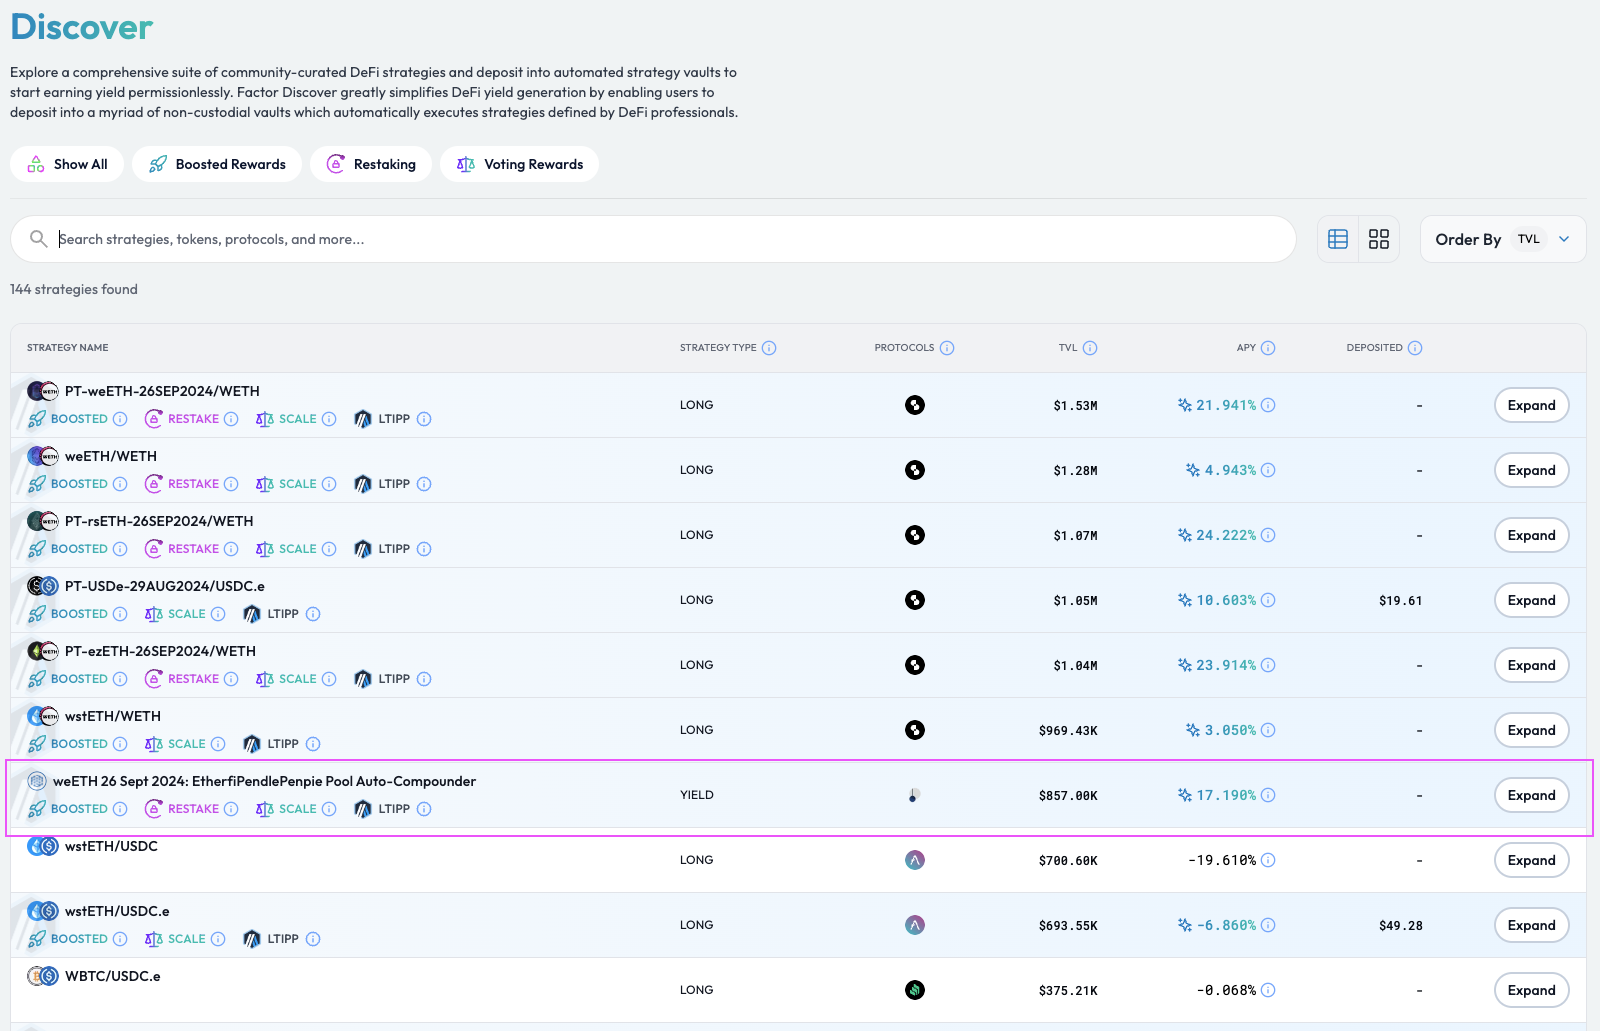 Discover
Explore a comprehensive suite of community-curated DeFi strategies and deposit into automated strategy vaults to
start earning yield permissionlessly. Factor Discover greatly simplifies DeFi yield generation by enabling users to
deposit into a myriad of non-custodial vaults which automatically executes strategies defined by DeFi professionals.
Show All Boosted Rewards Restaking Voting Rewards
Search strategies, tokens, protocols, and more... Order By TVL
144 strategies found
STRATEGY NAME STRATEGY TYPE PROTOCOLS TVL APY DEPOSITED
PT-weETH-26SEP2024/WETH
BOOSTED RESTAKE SCALE LTIPP LONG $1.53M 21.941% - Expand
weETH/WETH
BOOSTED RESTAKE SCALE LTIPP LONG $1.28M 4.943% - Expand
PT-rsETH-26SEP2024/WETH
BOOSTED RESTAKE SCALE LTIPP LONG $1.07M 24.222% - Expand
PT-USDe-29AUG2024/USDC.e
BOOSTED SCALE LTIPP LONG $1.05M 10.603% $19.61 Expand
PT-ezETH-26SEP2024/WETH
BOOSTED RESTAKE SCALE LTIPP LONG $1.04M 23.914% - Expand
wstETH/WETH
BOOSTED SCALE LTIPP LONG $969.43K 3.050% - Expand
weETH 26 Sept 2024: EtherfiPendlePenpie Pool Auto-Compounder
BOOSTED RESTAKE SCALE LTIPP YIELD $857.00K 17.190% - Expand
wstETH/USDC
LONG $700.60K -19.610% - Expand
wstETH/USDC.e
BOOSTED SCALE LTIPP LONG $693.55K -6.860% $49.28 Expand
WBTC/USDC.e
LONG $375.21K -0.068% - Expand